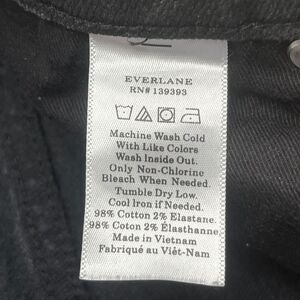 EVERLANE
RN# 139393
Machine Wash Cold
With Like Colors
Wash Inside Out.
Only Non-Chlorine
Bleach When Needed.
Tumble Dry Low.
Cool Iron if Needed.
98% Cotton 2% Elastane.
98% Cotton 2% Elasthanne.
Made in Vietnam
Fabriqué au Viêt-Nam